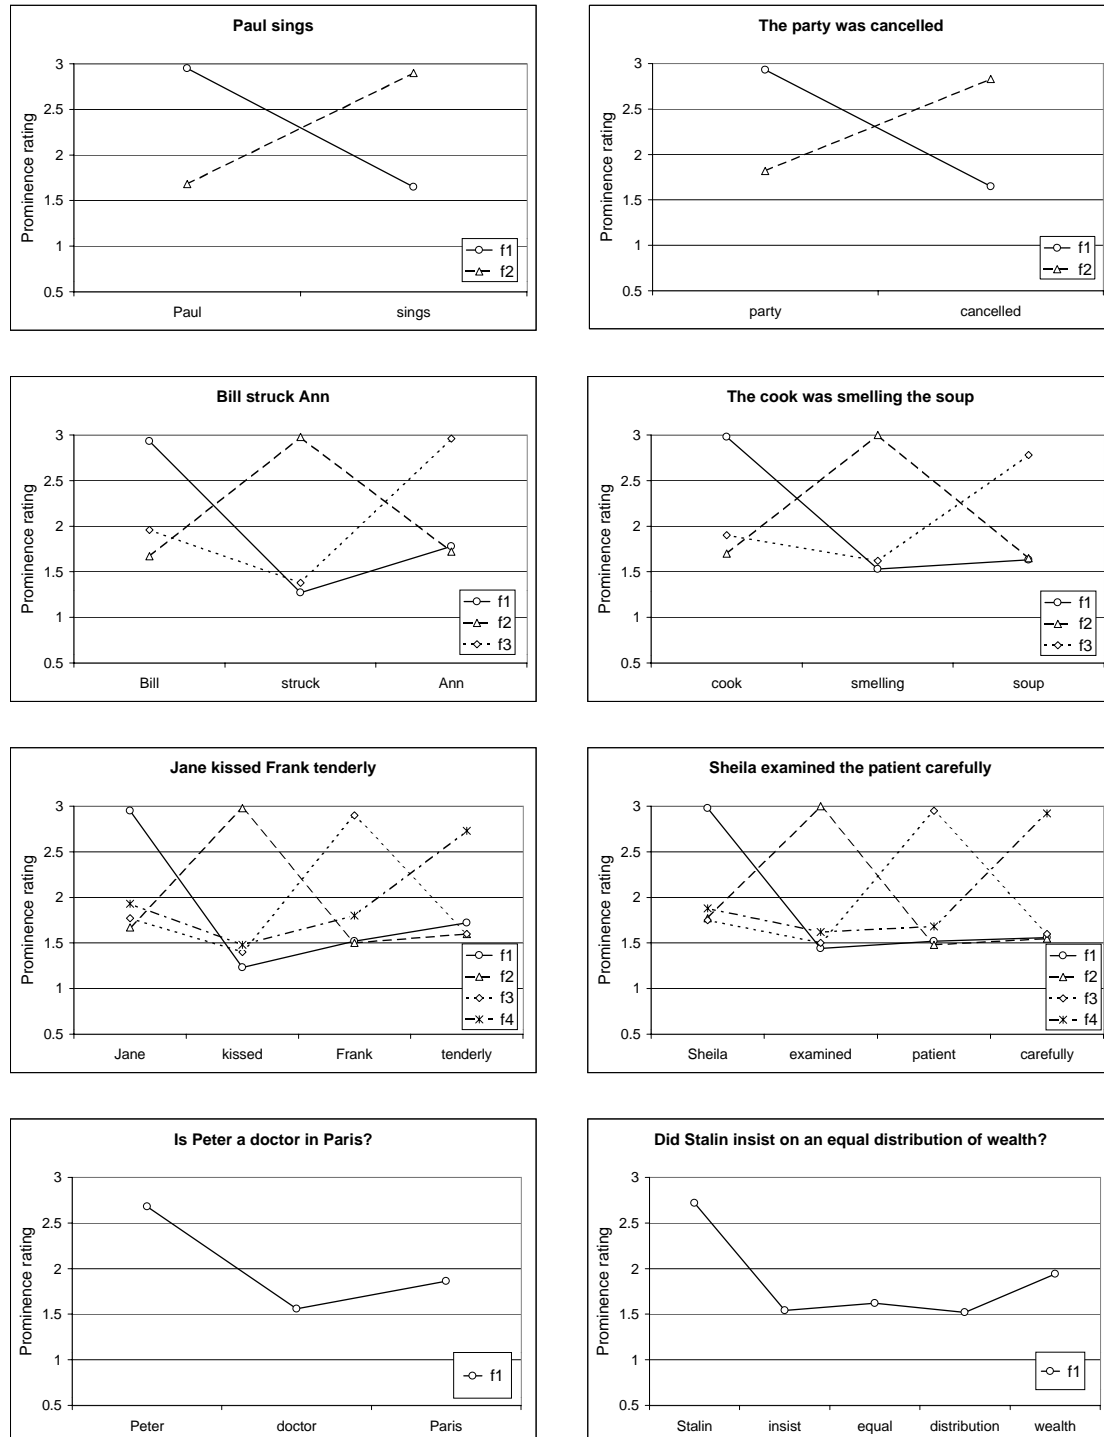 Paul sings
Prominence rating
3
2.5
2
1.5
1
0.5
f1
f2
Paul sings
The party was cancelled
Prominence rating
3
2.5
2
1.5
1
0.5
f1
f2
party cancelled
Bill struck Ann
Prominence rating
3
2.5
2
1.5
1
0.5
f1
f2
f3
Bill struck Ann
The cook was smelling the soup
Prominence rating
3
2.5
2
1.5
1
0.5
f1
f2
f3
cook smelling soup
Jane kissed Frank tenderly
Prominence rating
3
2.5
2
1.5
1
0.5
f1
f2
f3
f4
Jane kissed Frank tenderly
Sheila examined the patient carefully
Prominence rating
3
2.5
2
1.5
1
0.5
f1
f2
f3
f4
Sheila examined patient carefully
Is Peter a doctor in Paris?
Prominence rating
3
2.5
2
1.5
1
0.5
f1
Peter doctor Paris
Did Stalin insist on an equal distribution of wealth?
Prominence rating
3
2.5
2
1.5
1
0.5
f1
Stalin insist equal distribution wealth